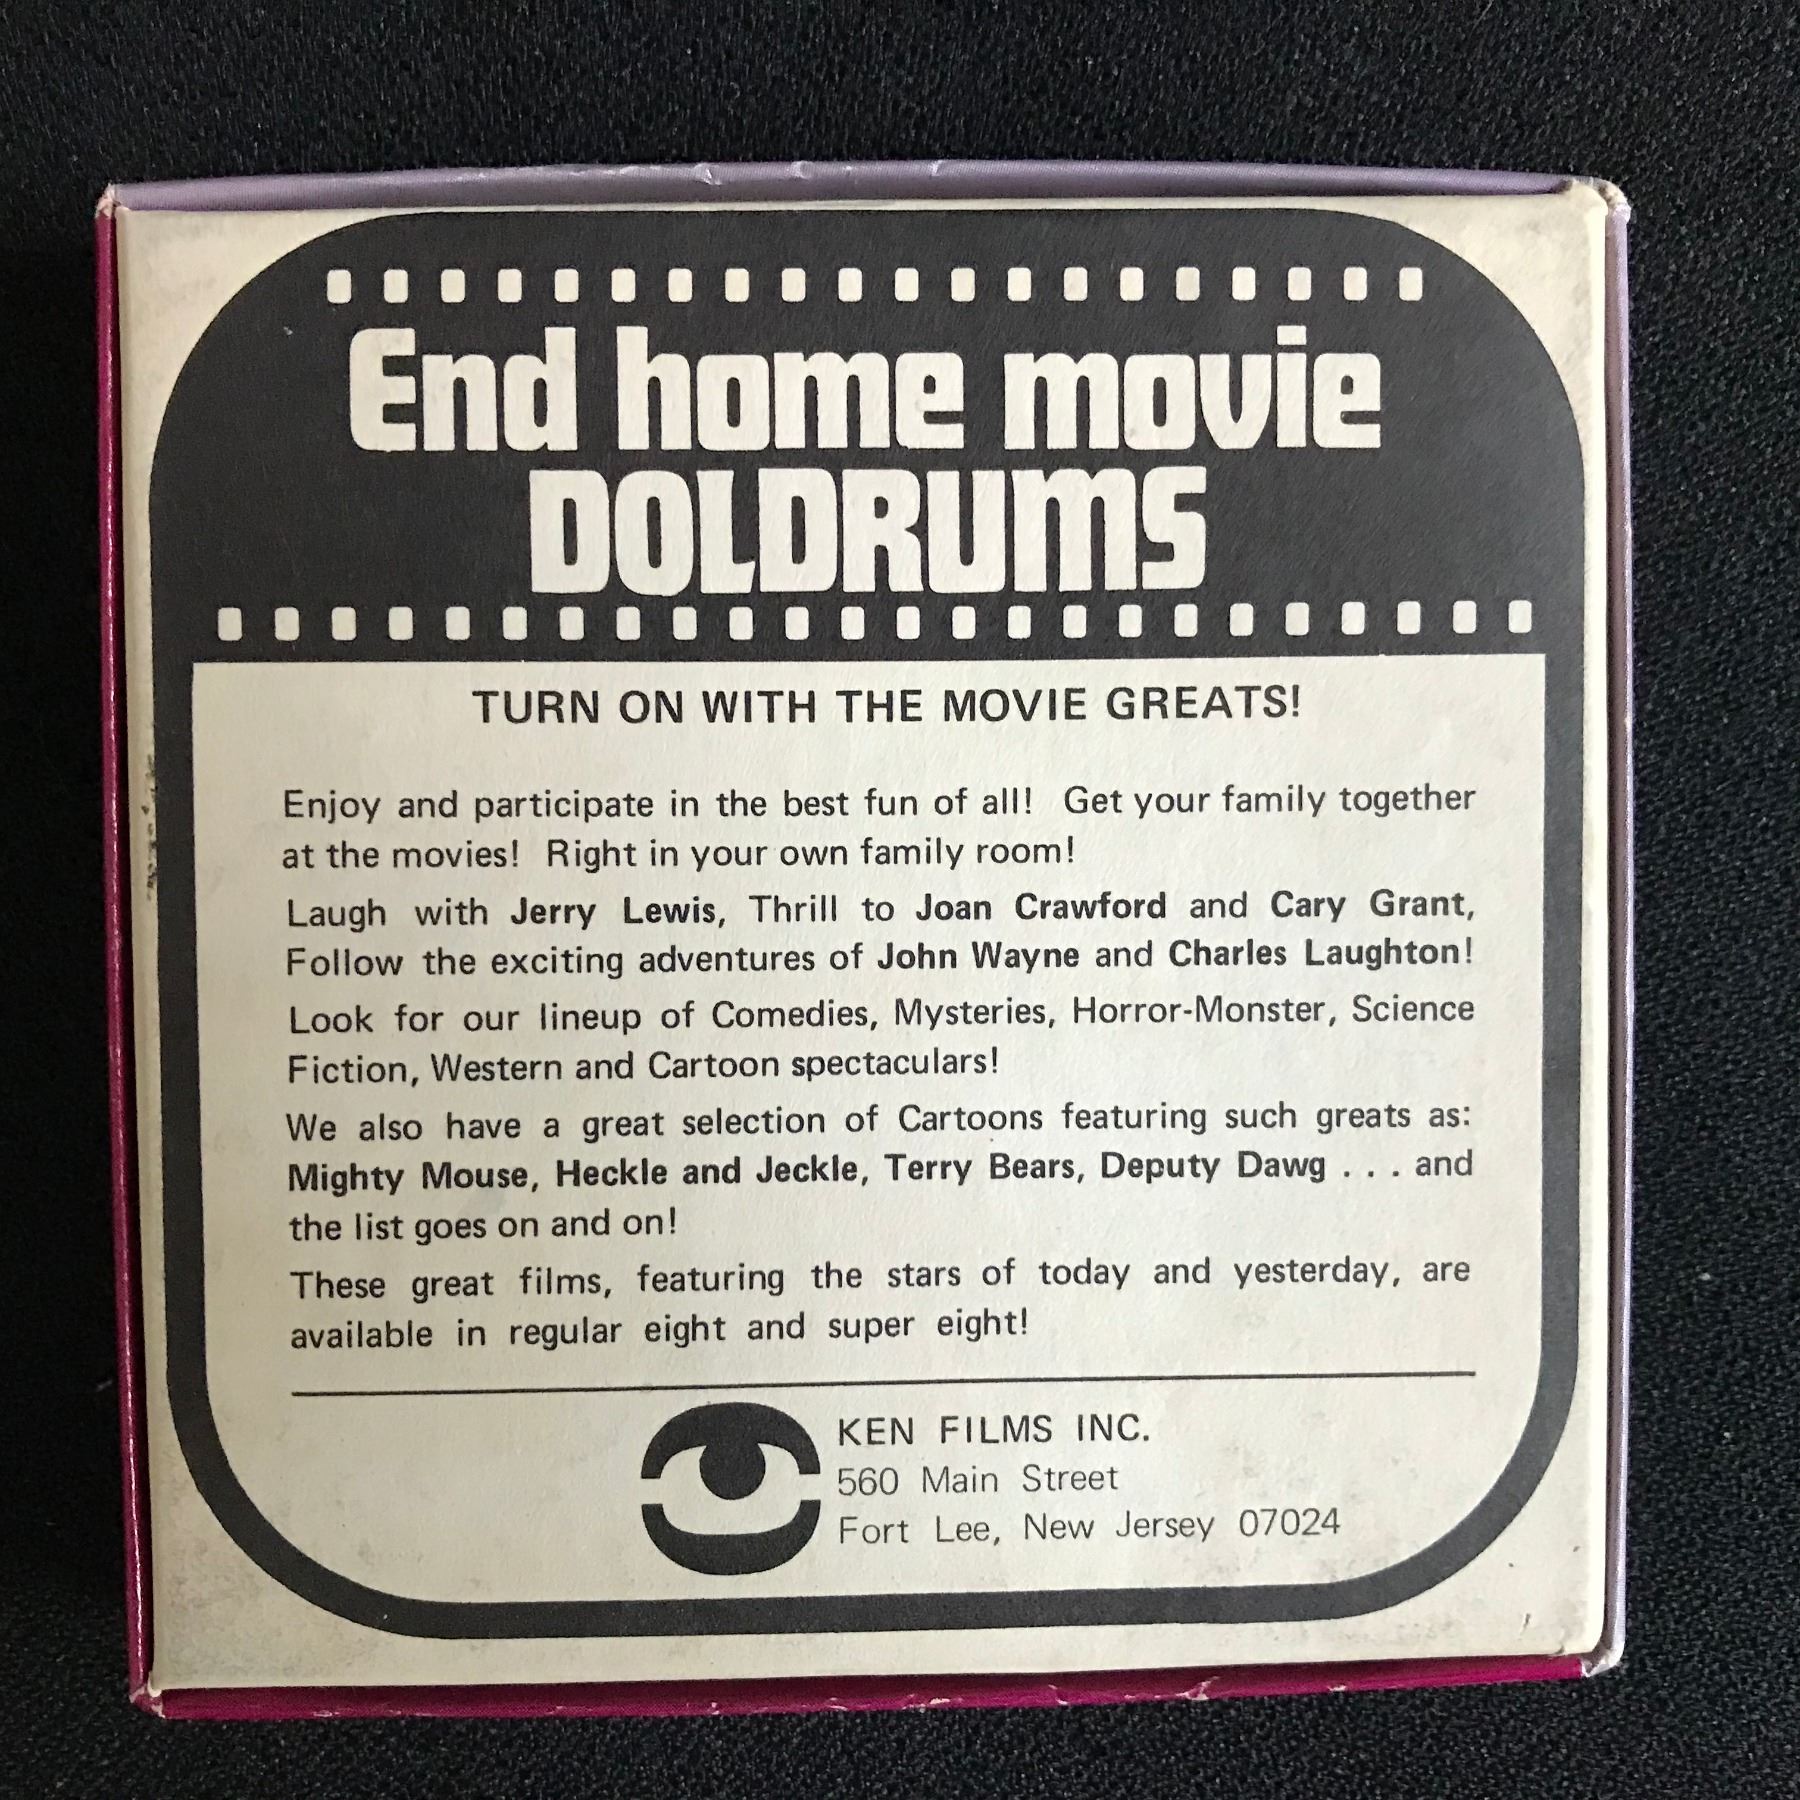 End home movie
DOLDRUMS
TURN ON WITH THE MOVIE GREATS!
Enjoy and participate in the best fun of all! Get your family together
at the movies! Right in your own family room!
Laugh with Jerry Lewis, Thrill to Joan Crawford and Cary Grant,
Follow the exciting adventures of John Wayne and Charles Laughton!
Look for our lineup of Comedies, Mysteries, Horror-Monster, Science
Fiction, Western and Cartoon spectaculars!
We also have a great selection of Cartoons featuring such greats as:
Mighty Mouse, Heckle and Jeckle, Terry Bears, Deputy Dawg . . . and
the list goes on and on!
These great films, featuring the stars of today and yesterday, are
available in regular eight and super eight!
KEN FILMS INC.
560 Main Street
Fort Lee, New Jersey 07024